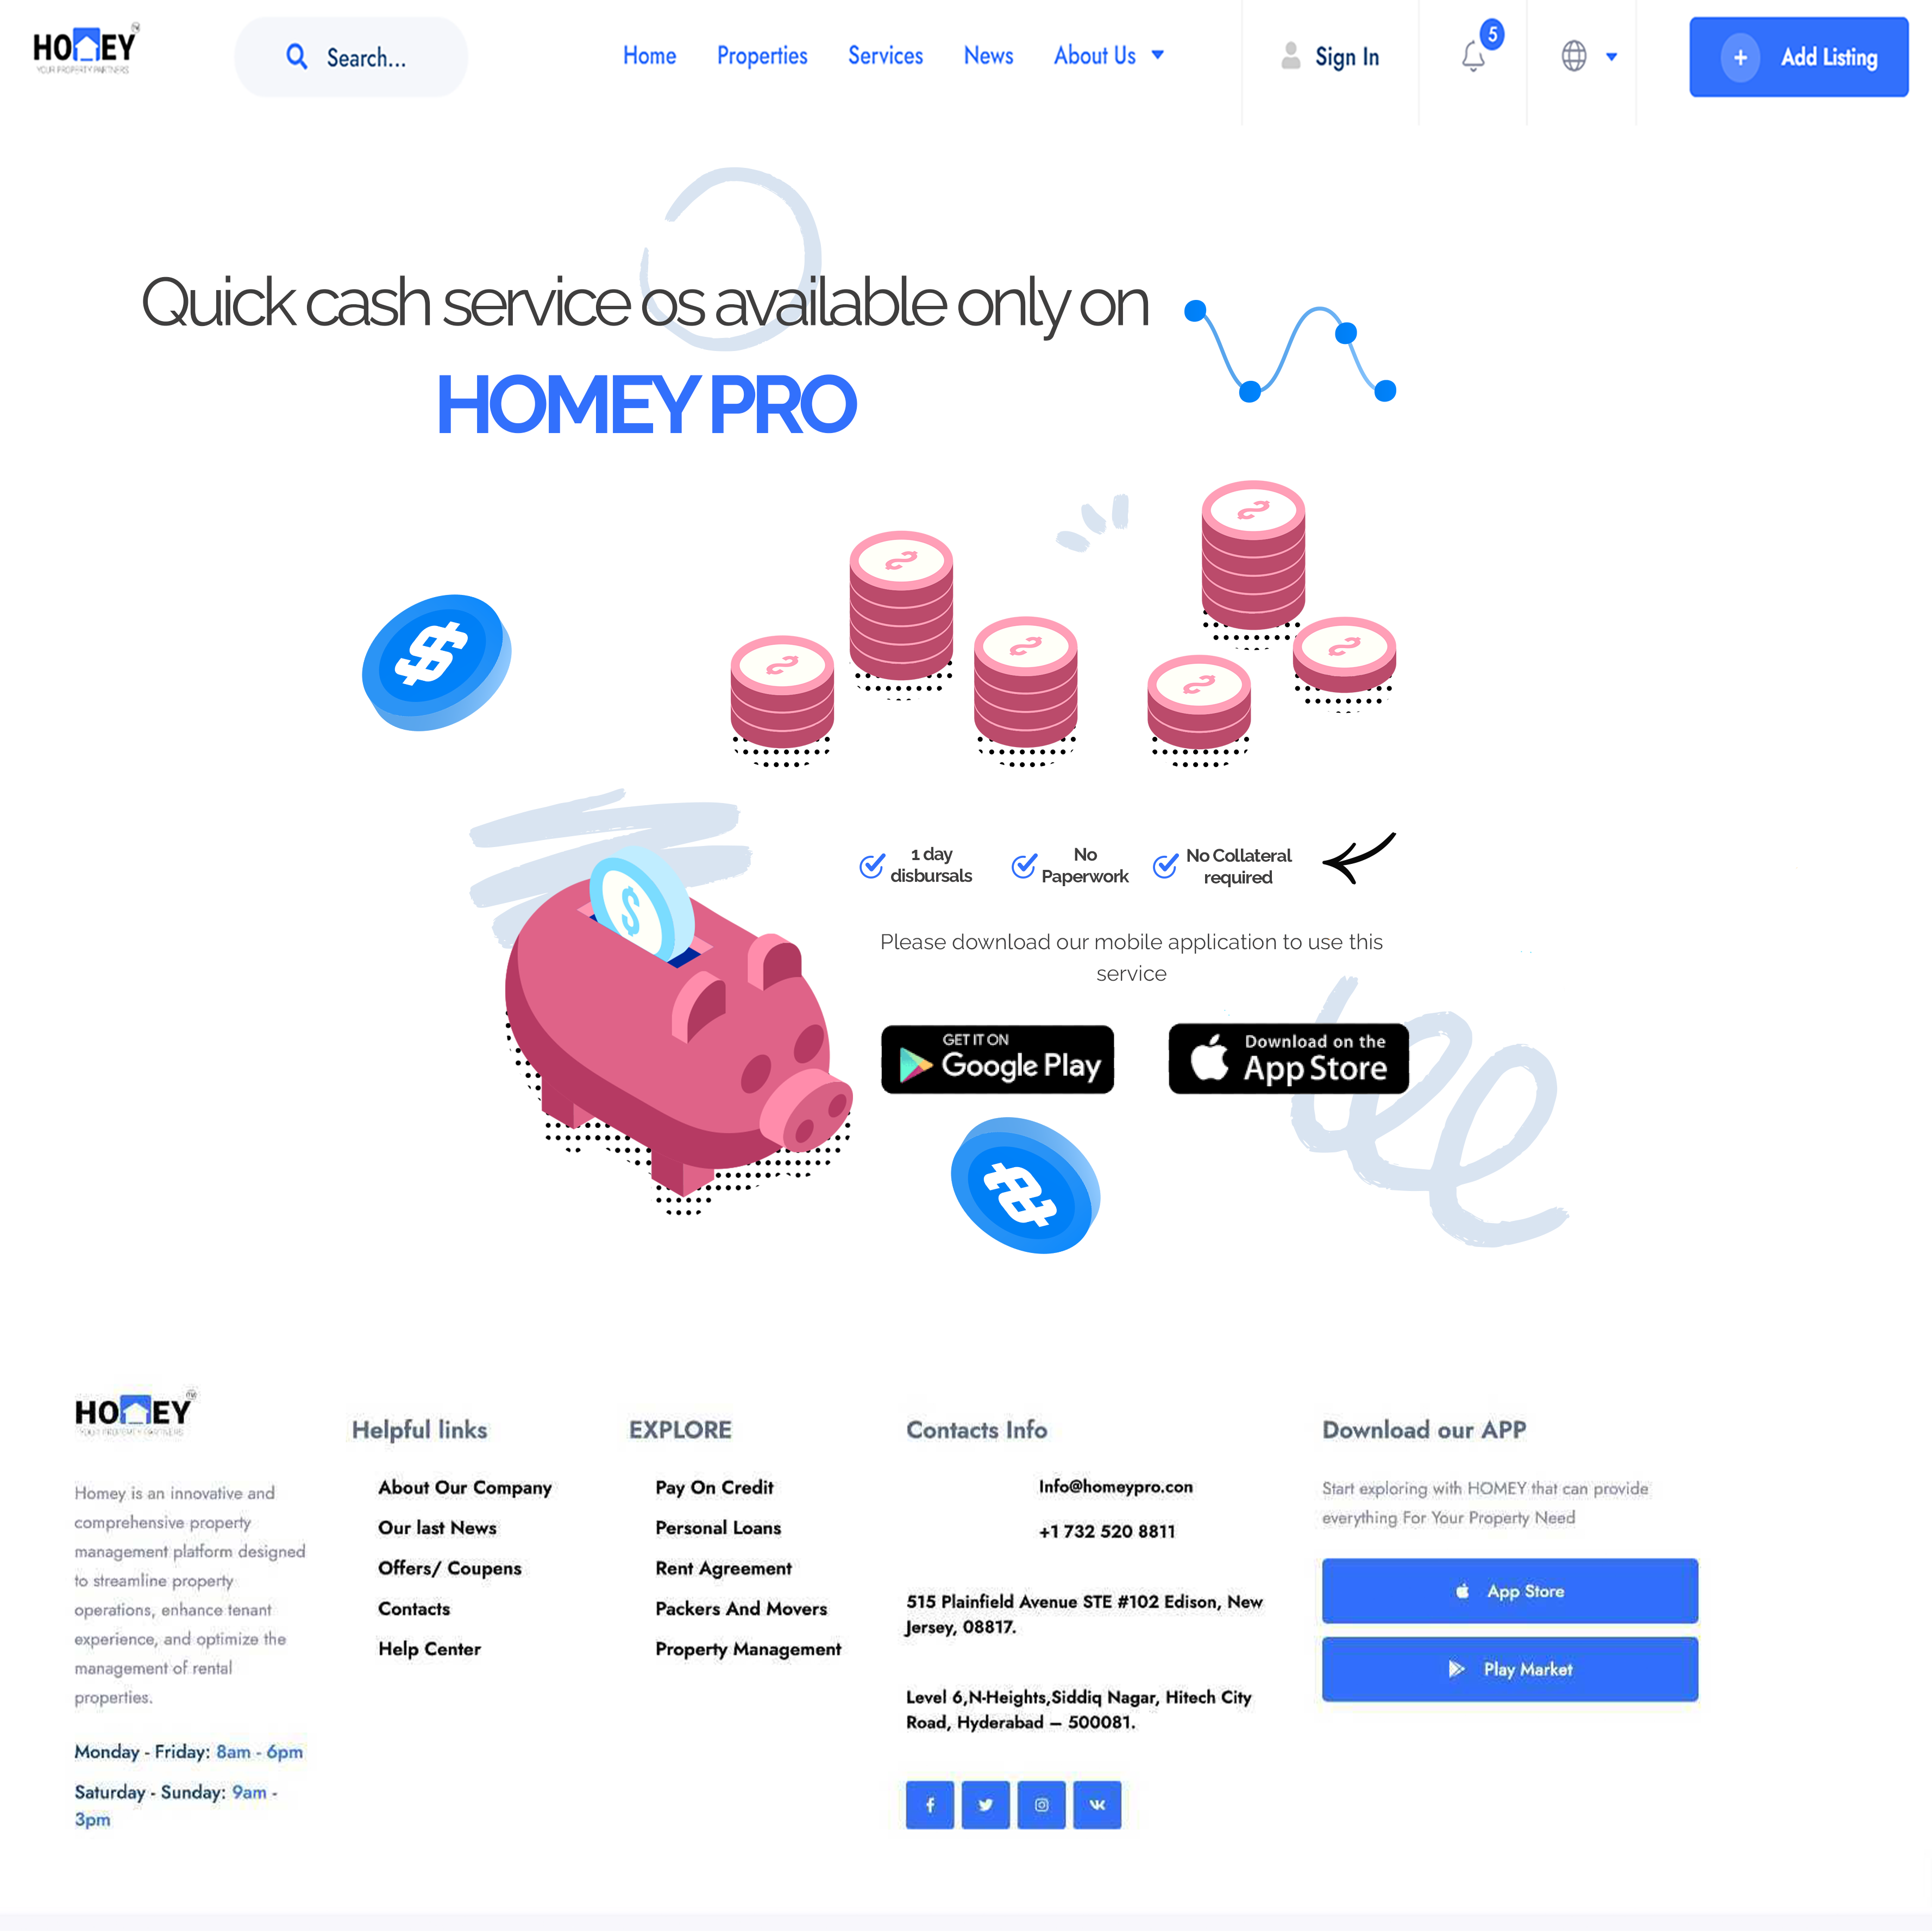 HOMEY
YOUR PROPERTY PARTNERS
Search...
Home
Properties
Services
News
About Us
Sign In
5
+
Add Listing
Quick cash service os available only on
HOMEY PRO
1 day
disbursals
No
Paperwork
No Collateral
required
Please download our mobile application to use this
service
GET IT ON
Google Play
Download on the
App Store
HOMEY
YOUR PROPERTY PARTNERS
Homey is an innovative and
comprehensive property
management platform designed
to streamline property
operations, enhance tenant
experience, and optimize the
management of rental
properties.
Monday - Friday: 8am - 6pm
Saturday - Sunday: 9am -
3pm
Helpful links
About Our Company
Our last News
Offers/ Coupens
Contacts
Help Center
EXPLORE
Pay On Credit
Personal Loans
Rent Agreement
Packers And Movers
Property Management
Contacts Info
Info@homeypro.con
+1 732 520 8811
515 Plainfield Avenue STE #102 Edison, New
Jersey, 08817.
Level 6,N-Heights,Siddiq Nagar, Hitech City
Road, Hyderabad – 500081.
Download our APP
Start exploring with HOMEY that can provide
everything For Your Property Need
App Store
Play Market